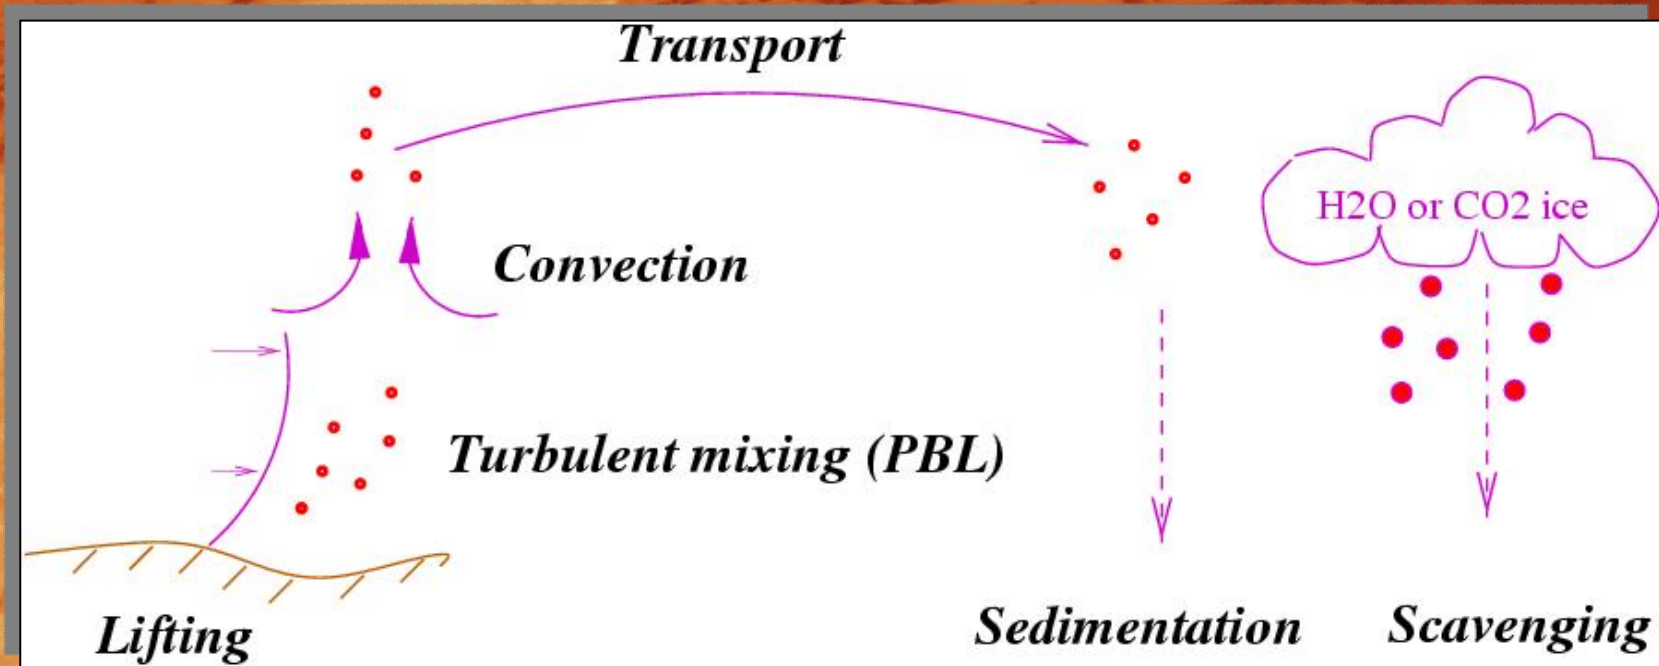 Transport
H2O or CO2 ice
Convection
Turbulent mixing (PBL)
Lifting
Sedimentation
Scavenging